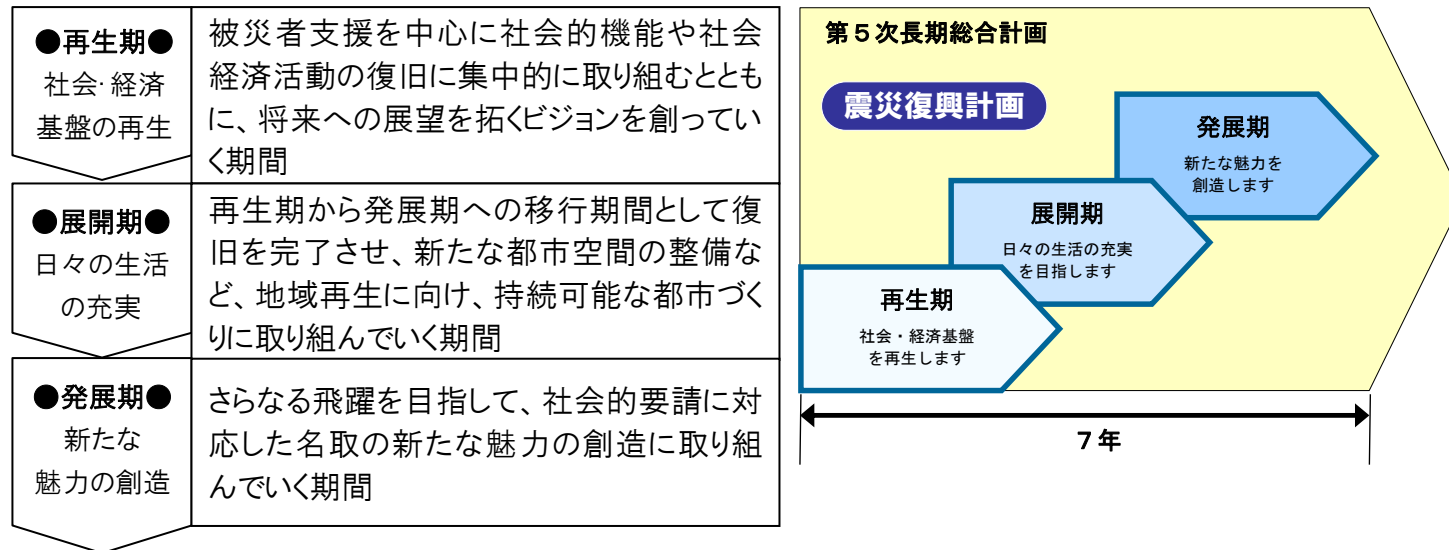 ●再生期●
社会・経済
基盤の再生
被災者支援を中心に社会的機能や社会
経済活動の復旧に集中的に取り組むととも
に、将来への展望を拓くビジョンを創ってい
く期間
●展開期●
日々の生活
の充実
再生期から発展期への移行期間として復
旧を完了させ、新たな都市空間の整備な
ど、地域再生に向け、持続可能な都市づく
りに取り組んでいく期間
●発展期●
新たな
魅力の創造
さらなる飛躍を目指して、社会的要請に対
応した名取の新たな魅力の創造に取り組
んでいく期間
第５次長期総合計画
震災復興計画
発展期
新たな魅力を
創造します
展開期
日々の生活の充実
を目指します
再生期
社会・経済基盤
を再生します
７年